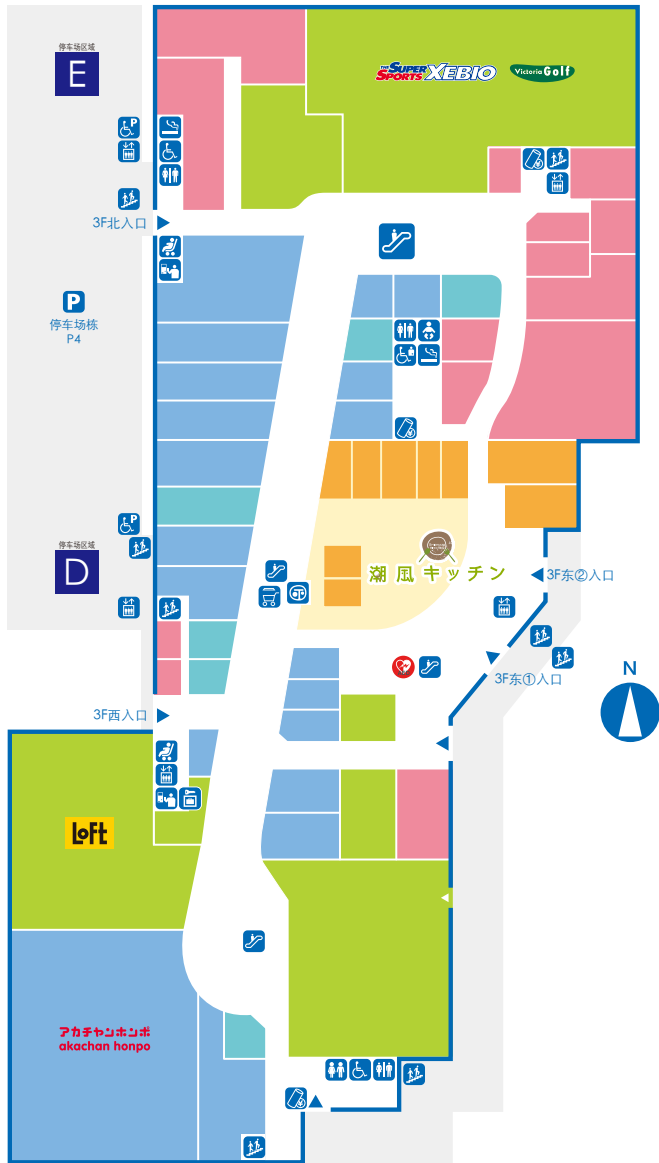 停车场区域
E
THE SUPER SPORTS XEBIO
Victoria Golf
3F北入口
P
停车场栋
P4
停车场区域
D
潮風キッチン
3F东②入口
3F东①入口
N
3F西入口
LoFt
アカチャンホンポ
akachan honpo